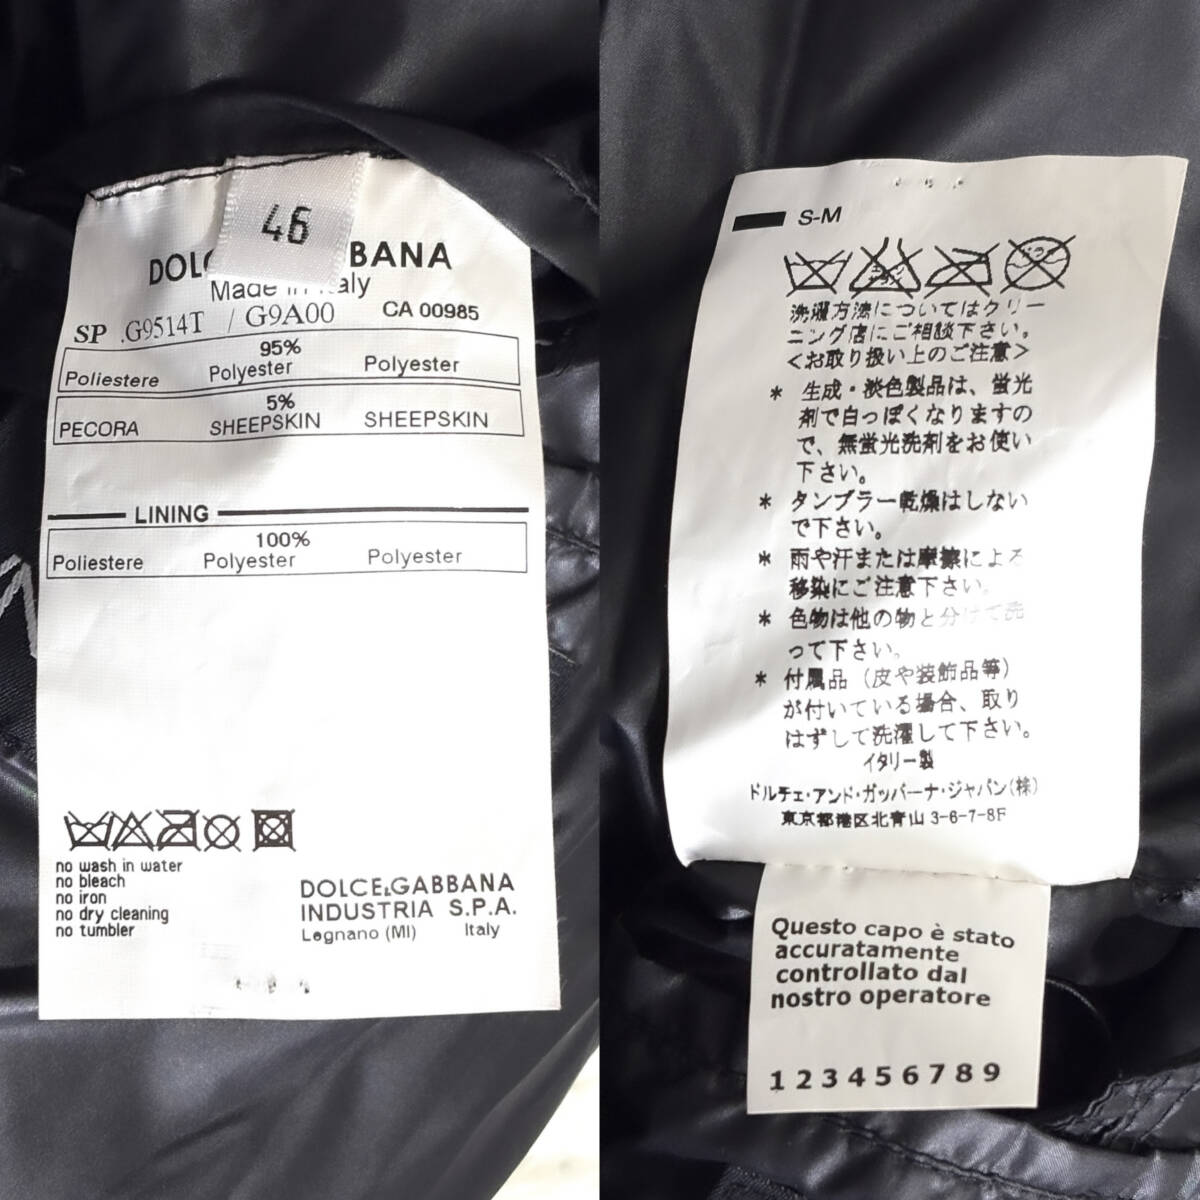 46
DOLCE&GABBANA
Made in Italy
SP .G9514T / G9A00 CA 00985
95%
Poliestere Polyester Polyester
5%
PECORA SHEEPSKIN SHEEPSKIN
LINING
100%
Poliestere Polyester Polyester
no wash in water
no bleach
no iron
no dry cleaning
no tumbler
DOLCE&GABBANA
INDUSTRIA S.P.A.
Legnano (MI) Italy
S-M
洗濯方法についてはクリー
ニング店にご相談下さい。
<お取り扱い上のご注意>
* 生成・淡色製品は、蛍光
剤で白っぽくなりますの
で、無蛍光洗剤をお使い
下さい。
* タンブラー乾燥はしない
で下さい。
* 雨や汗または摩擦による
移染にご注意下さい。
* 色物は他の物と分けて洗
って下さい。
* 付属品（皮や装飾品等）
が付いている場合、取り
はずして洗濯して下さい。
イタリー製
ドルチェ・アンド・ガッバーナ・ジャパン(株)
東京都港区北青山 3-6-7-8F
Questo capo è stato
accuratamente
controllato dal
nostro operatore
1 2 3 4 5 6 7 8 9